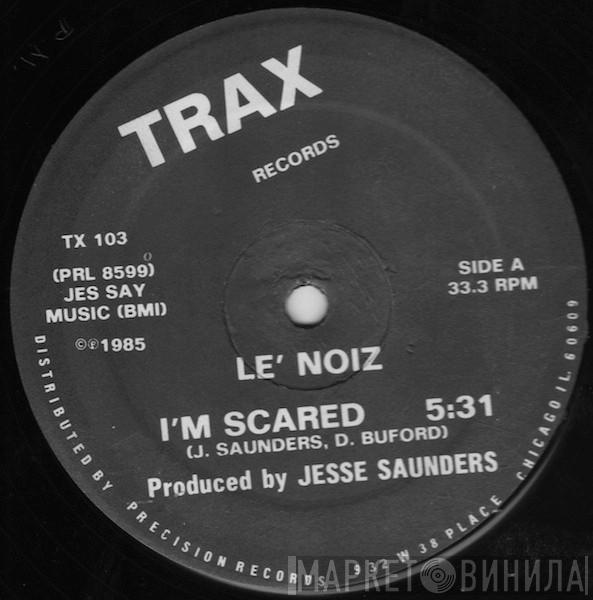 TRAX
RECORDS
TX 103
(PRL 8599)
JES SAY
MUSIC (BMI)
©℗1985
SIDE A
33.3 RPM
LE' NOIZ
I'M SCARED 5:31
(J. SAUNDERS, D. BUFORD)
Produced by JESSE SAUNDERS
DISTRIBUTED BY PRECISION RECORDS 932 W 38 PLACE CHICAGO IL. 60609
P.M.
МАРКЕТ ВИНИЛА